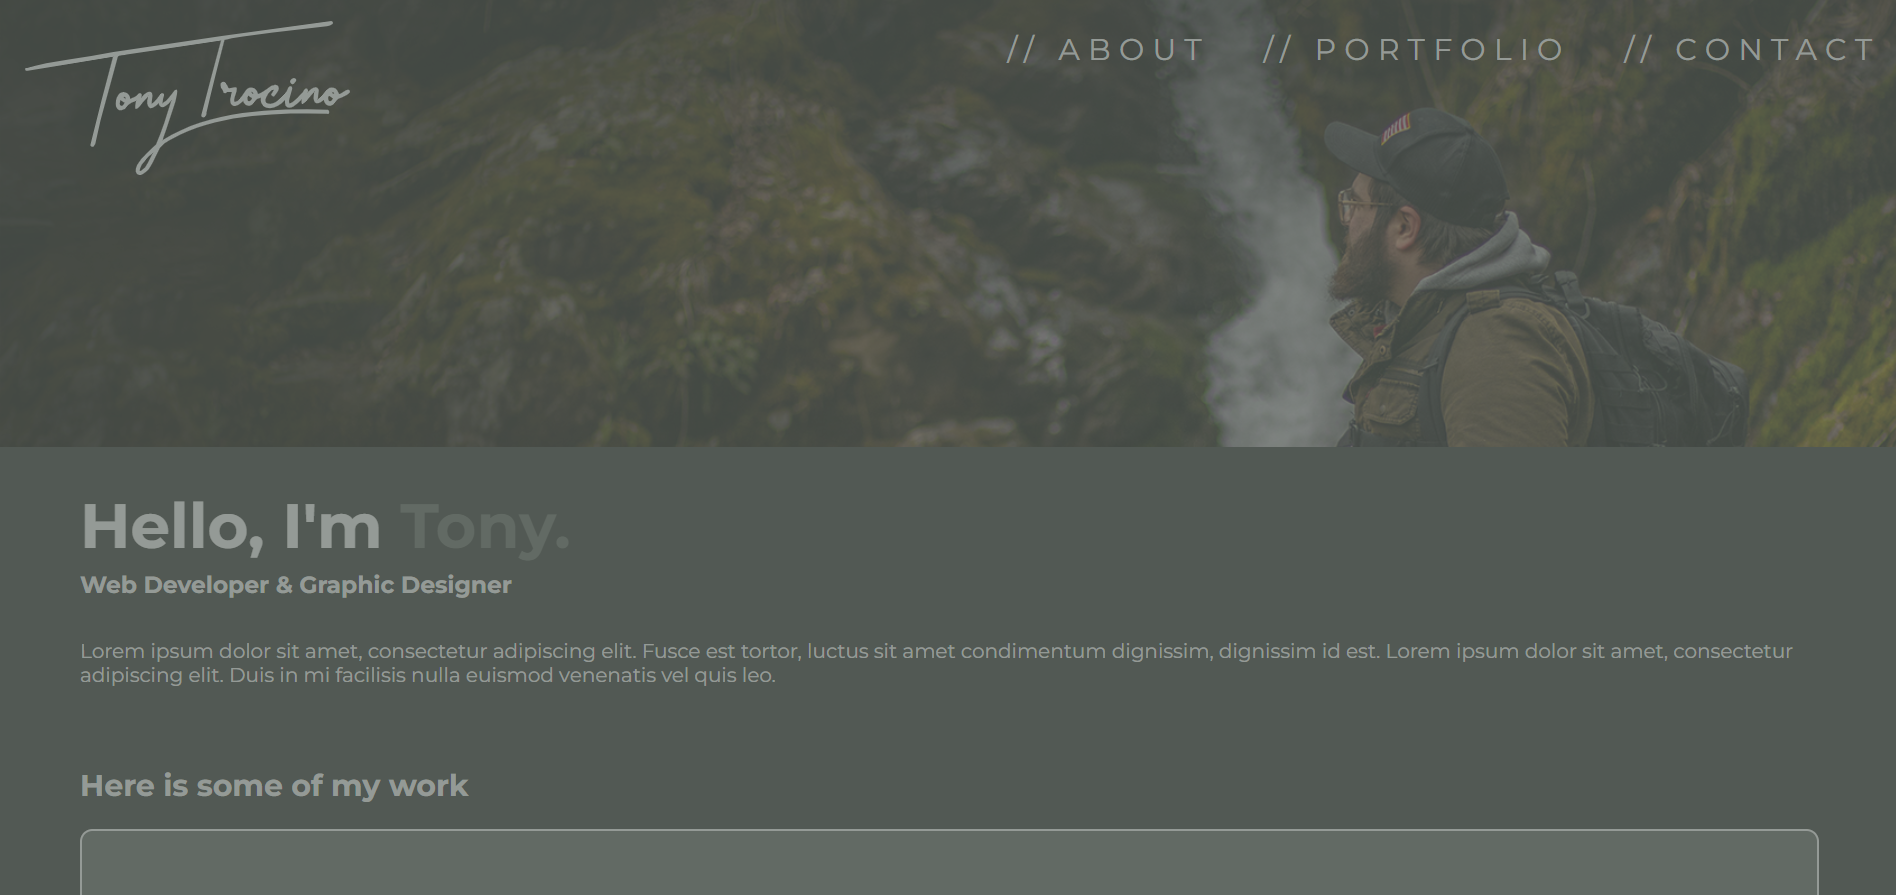 Tony Trocino
// ABOUT // PORTFOLIO // CONTACT
Hello, I'm Tony.
Web Developer & Graphic Designer
Lorem ipsum dolor sit amet, consectetur adipiscing elit. Fusce est tortor, luctus sit amet condimentum dignissim, dignissim id est. Lorem ipsum dolor sit amet, consectetur
adipiscing elit. Duis in mi facilisis nulla euismod venenatis vel quis leo.
Here is some of my work